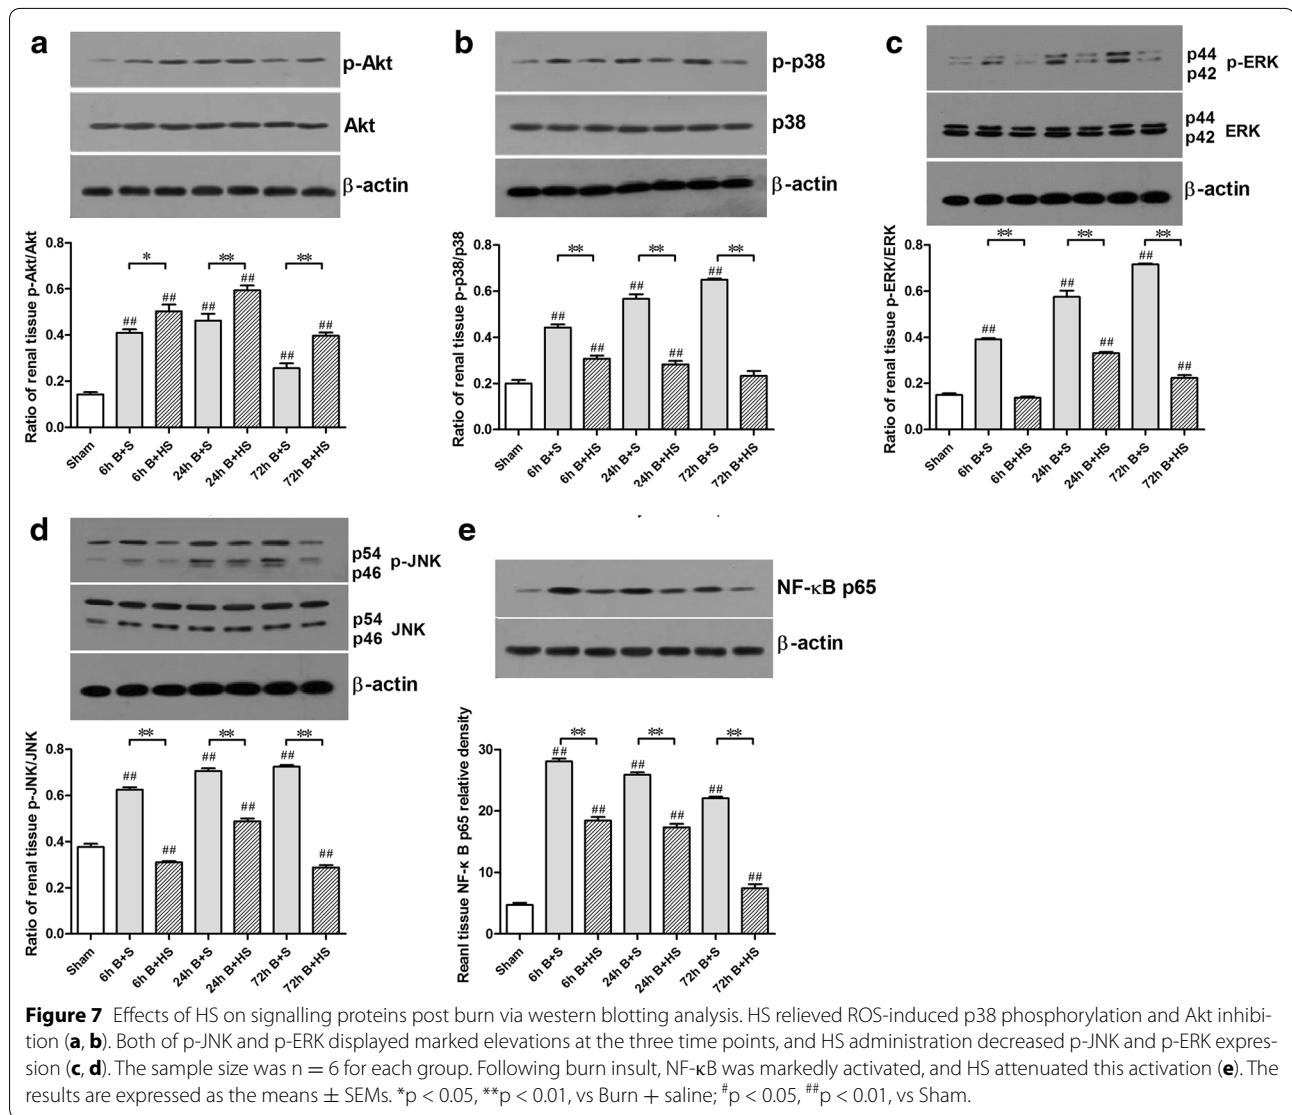 a
p-Akt
Akt
β-actin
Ratio of renal tissue p-Akt/Akt
0.8
0.6
0.4
0.2
0.0
* ** **
## ## ## ## ## ##
Sham
6h B+S
6h B+HS
24h B+S
24h B+HS
72h B+S
72h B+HS
b
p-p38
p38
β-actin
Ratio of renal tissue p-p38/p38
0.8
0.6
0.4
0.2
0.0
** ** **
## ## ## ## ##
Sham
6h B+S
6h B+HS
24h B+S
24h B+HS
72h B+S
72h B+HS
c
p44
p42 p-ERK
p44
p42 ERK
β-actin
Ratio of renal tissue p-ERK/ERK
0.8
0.6
0.4
0.2
0.0
** ** **
## ## ## ## ##
Sham
6h B+S
6h B+HS
24h B+S
24h B+HS
72h B+S
72h B+HS
d
p54
p46 p-JNK
p54
p46 JNK
β-actin
Ratio of renal tissue p-JNK/JNK
0.8
0.6
0.4
0.2
0.0
** ** **
## ## ## ## ## ##
Sham
6h B+S
6h B+HS
24h B+S
24h B+HS
72h B+S
72h B+HS
e
NF-κB p65
β-actin
Reanl tissue NF-κ B p65 relative density
30
20
10
0
** ** **
## ## ## ## ## ##
Sham
6h B+S
6h B+HS
24h B+S
24h B+HS
72h B+S
72h B+HS
Figure 7 Effects of HS on signalling proteins post burn via western blotting analysis. HS relieved ROS-induced p38 phosphorylation and Akt inhibi-
tion (a, b). Both of p-JNK and p-ERK displayed marked elevations at the three time points, and HS administration decreased p-JNK and p-ERK expres-
sion (c, d). The sample size was n = 6 for each group. Following burn insult, NF-κB was markedly activated, and HS attenuated this activation (e). The
results are expressed as the means ± SEMs. *p < 0.05, **p < 0.01, vs Burn + saline; #p < 0.05, ##p < 0.01, vs Sham.